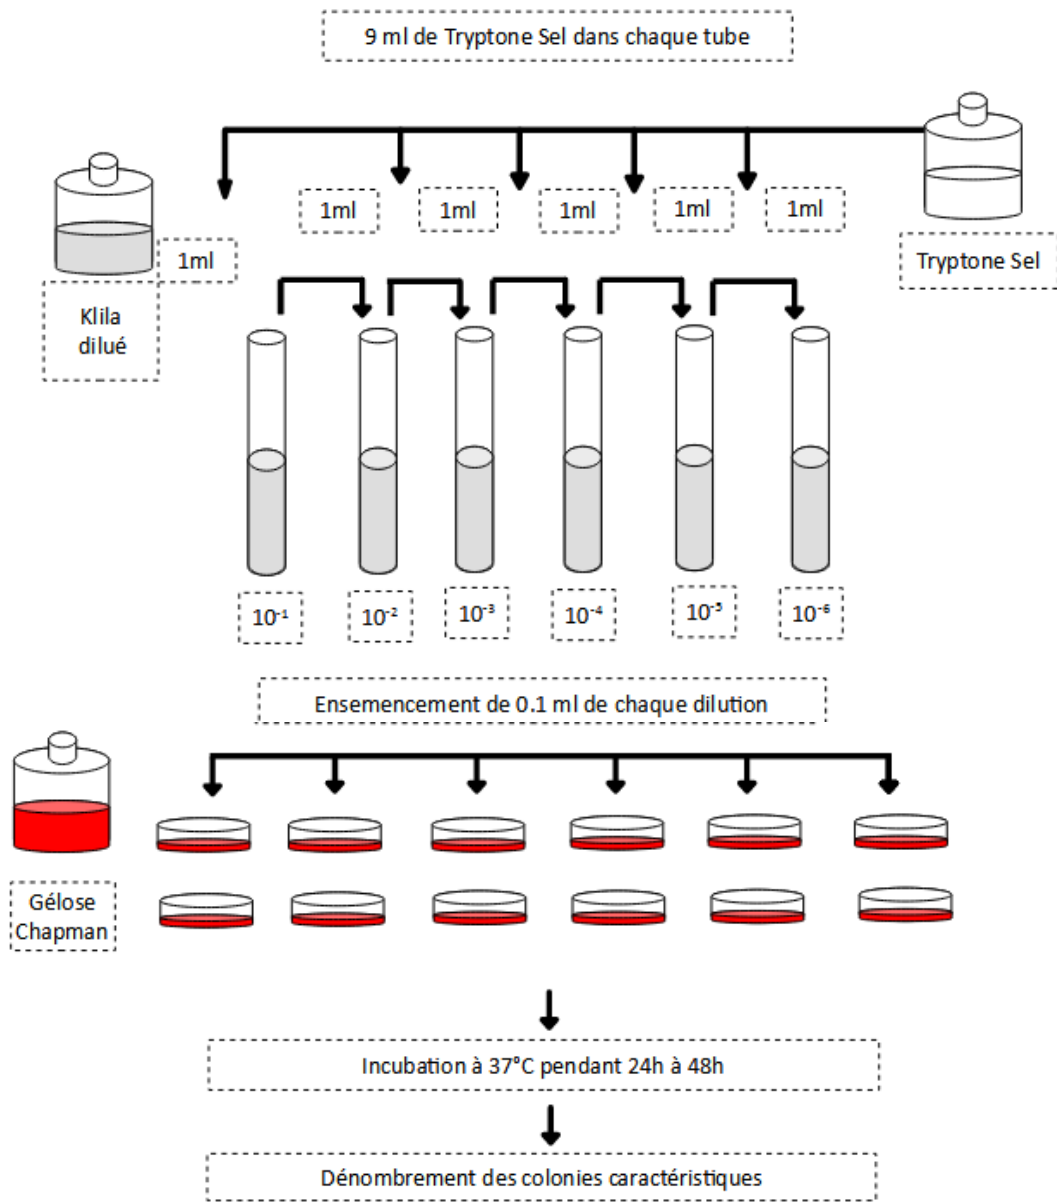 9 ml de Tryptone Sel dans chaque tube
1ml
1ml
1ml
1ml
1ml
1ml
Tryptone Sel
Klila
dilué
10⁻¹
10⁻²
10⁻³
10⁻⁴
10⁻⁵
10⁻⁶
Ensemencement de 0.1 ml de chaque dilution
Gélose
Chapman
Incubation à 37°C pendant 24h à 48h
Dénombrement des colonies caractéristiques